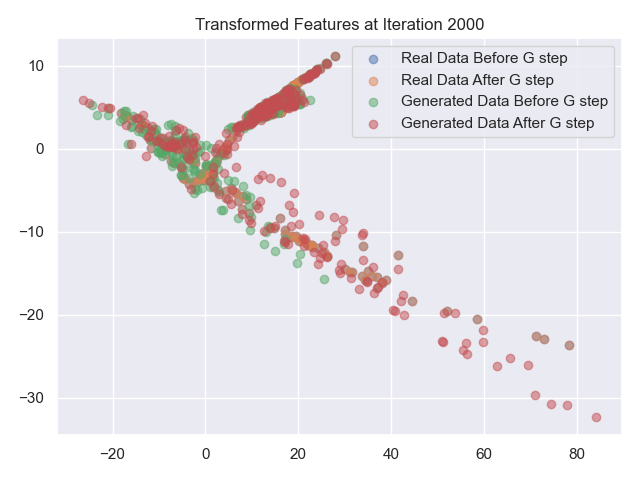 Transformed Features at Iteration 2000
Real Data Before G step
Real Data After G step
Generated Data Before G step
Generated Data After G step
10
0
−10
−20
−30
−20
0
20
40
60
80